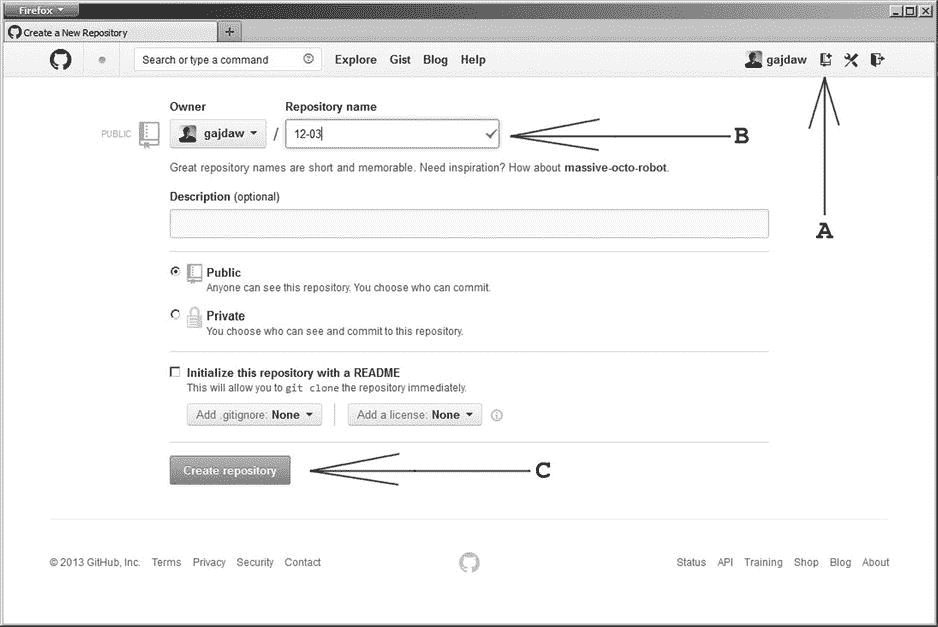 Firefox
Create a New Repository
+
Search or type a command
Explore Gist Blog Help
gajdaw
Owner
Repository name
PUBLIC
gajdaw / 12-03
B
Great repository names are short and memorable. Need inspiration? How about massive-octo-robot.
A
Description (optional)
Public
Anyone can see this repository. You choose who can commit.
Private
You choose who can see and commit to this repository.
Initialize this repository with a README
This will allow you to git clone the repository immediately.
Add .gitignore: None
Add a license: None
Create repository
C
© 2013 GitHub, Inc. Terms Privacy Security Contact
Status API Training Shop Blog About